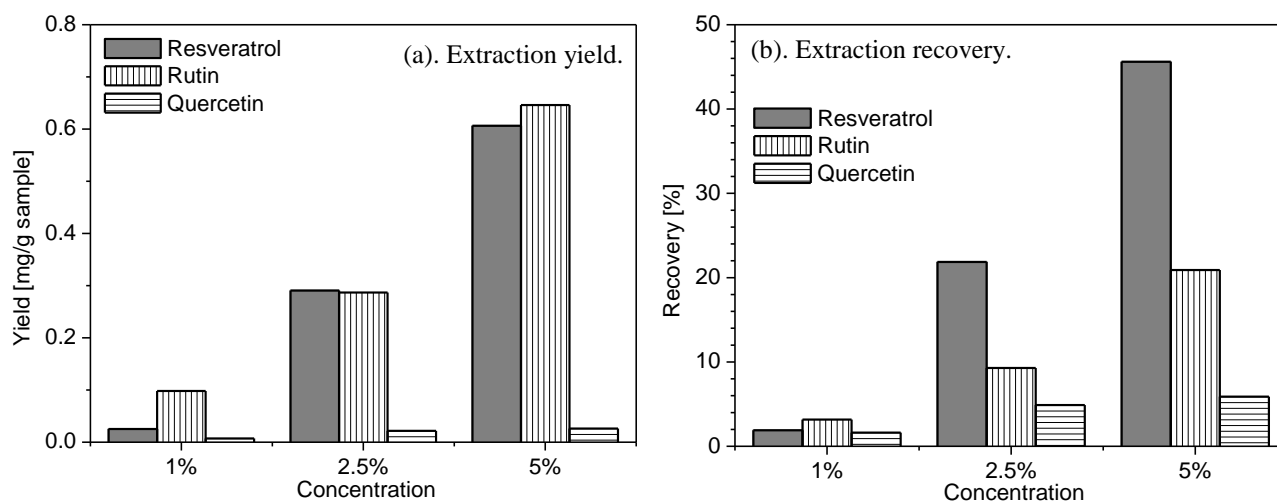 (a). Extraction yield.
Resveratrol
Rutin
Quercetin
Yield [mg/g sample]
0.8
0.6
0.4
0.2
0.0
1%
2.5%
5%
Concentration
(b). Extraction recovery.
Resveratrol
Rutin
Quercetin
Recovery [%]
50
40
30
20
10
0
1%
2.5%
5%
Concentration